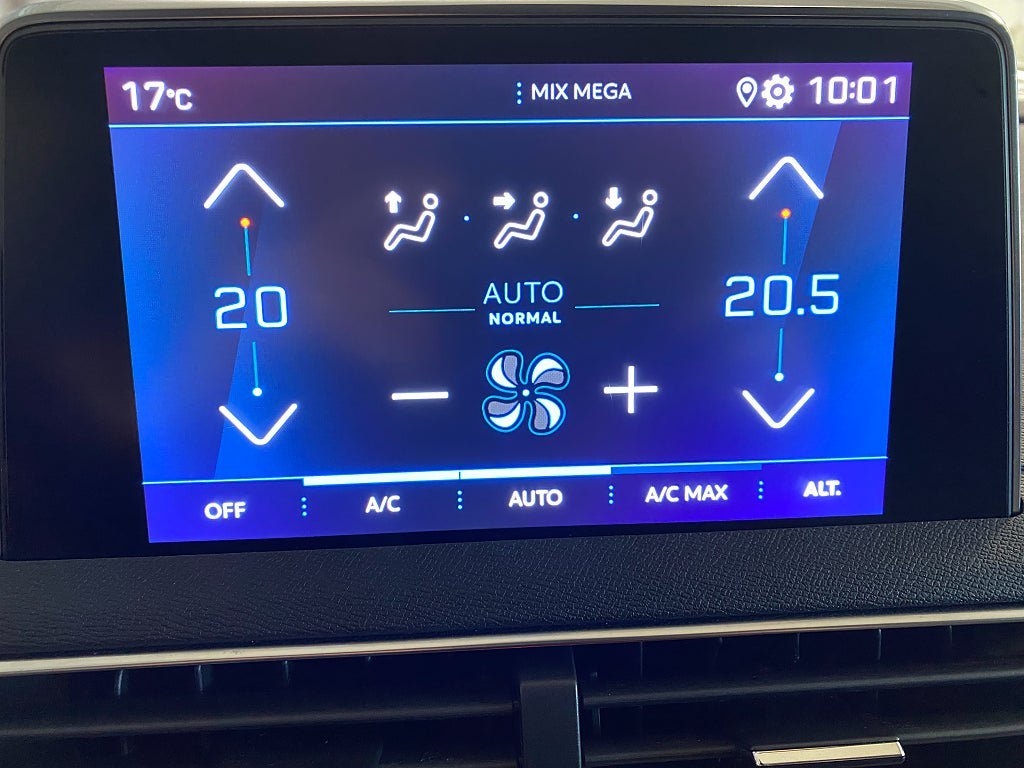 17°C MIX MEGA 10:01
20 AUTO 20.5
NORMAL
OFF A/C AUTO A/C MAX ALT.